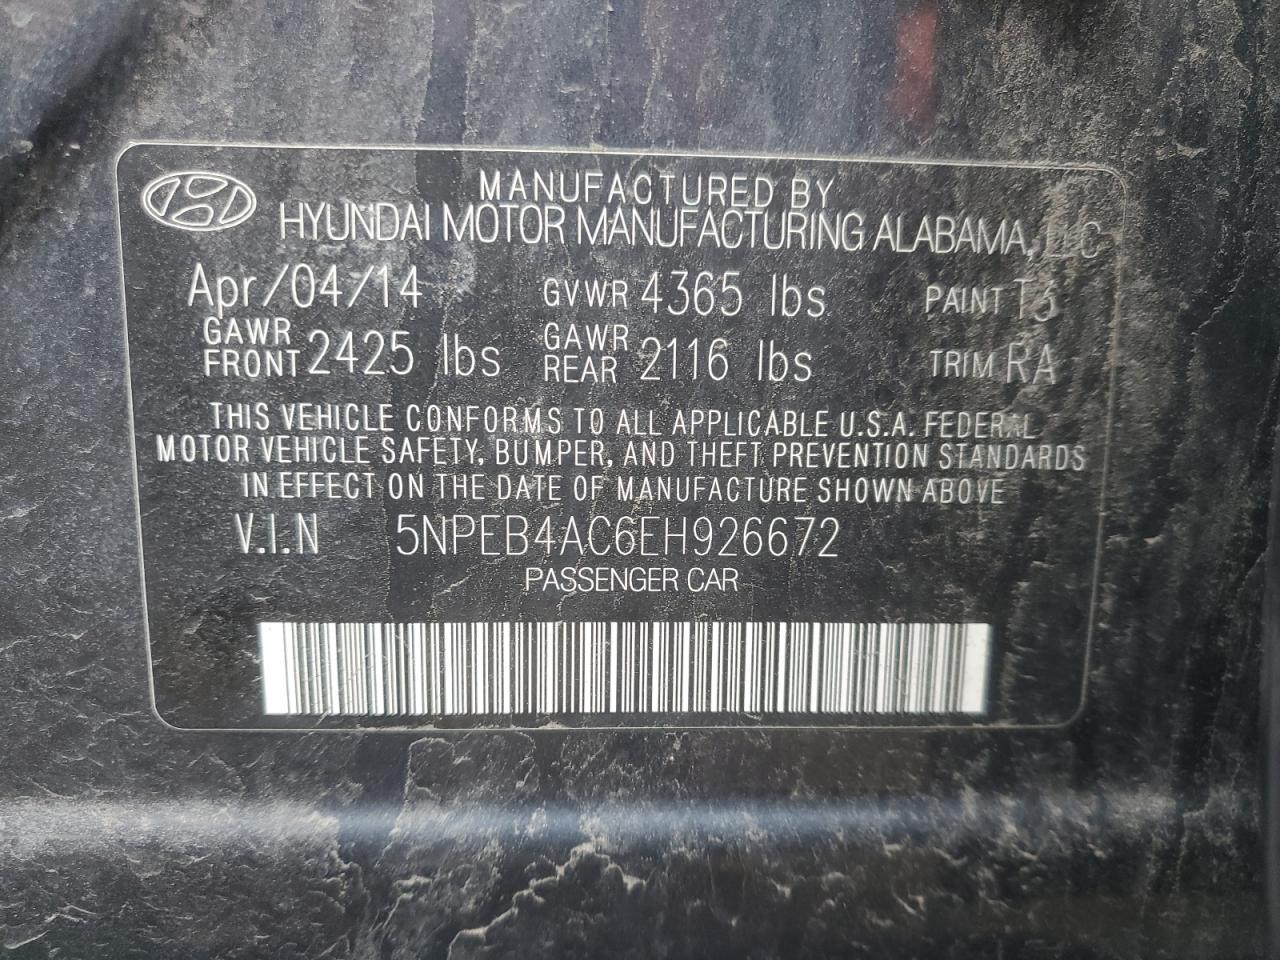 MANUFACTURED BY
HYUNDAI MOTOR MANUFACTURING ALABAMA, LLC
Apr/04/14 GVWR 4365 lbs PAINT T3
GAWR FRONT 2425 lbs GAWR REAR 2116 lbs TRIM RA
THIS VEHICLE CONFORMS TO ALL APPLICABLE U.S.A. FEDERAL
MOTOR VEHICLE SAFETY, BUMPER, AND THEFT PREVENTION STANDARDS
IN EFFECT ON THE DATE OF MANUFACTURE SHOWN ABOVE
V.I.N 5NPEB4AC6EH926672
PASSENGER CAR